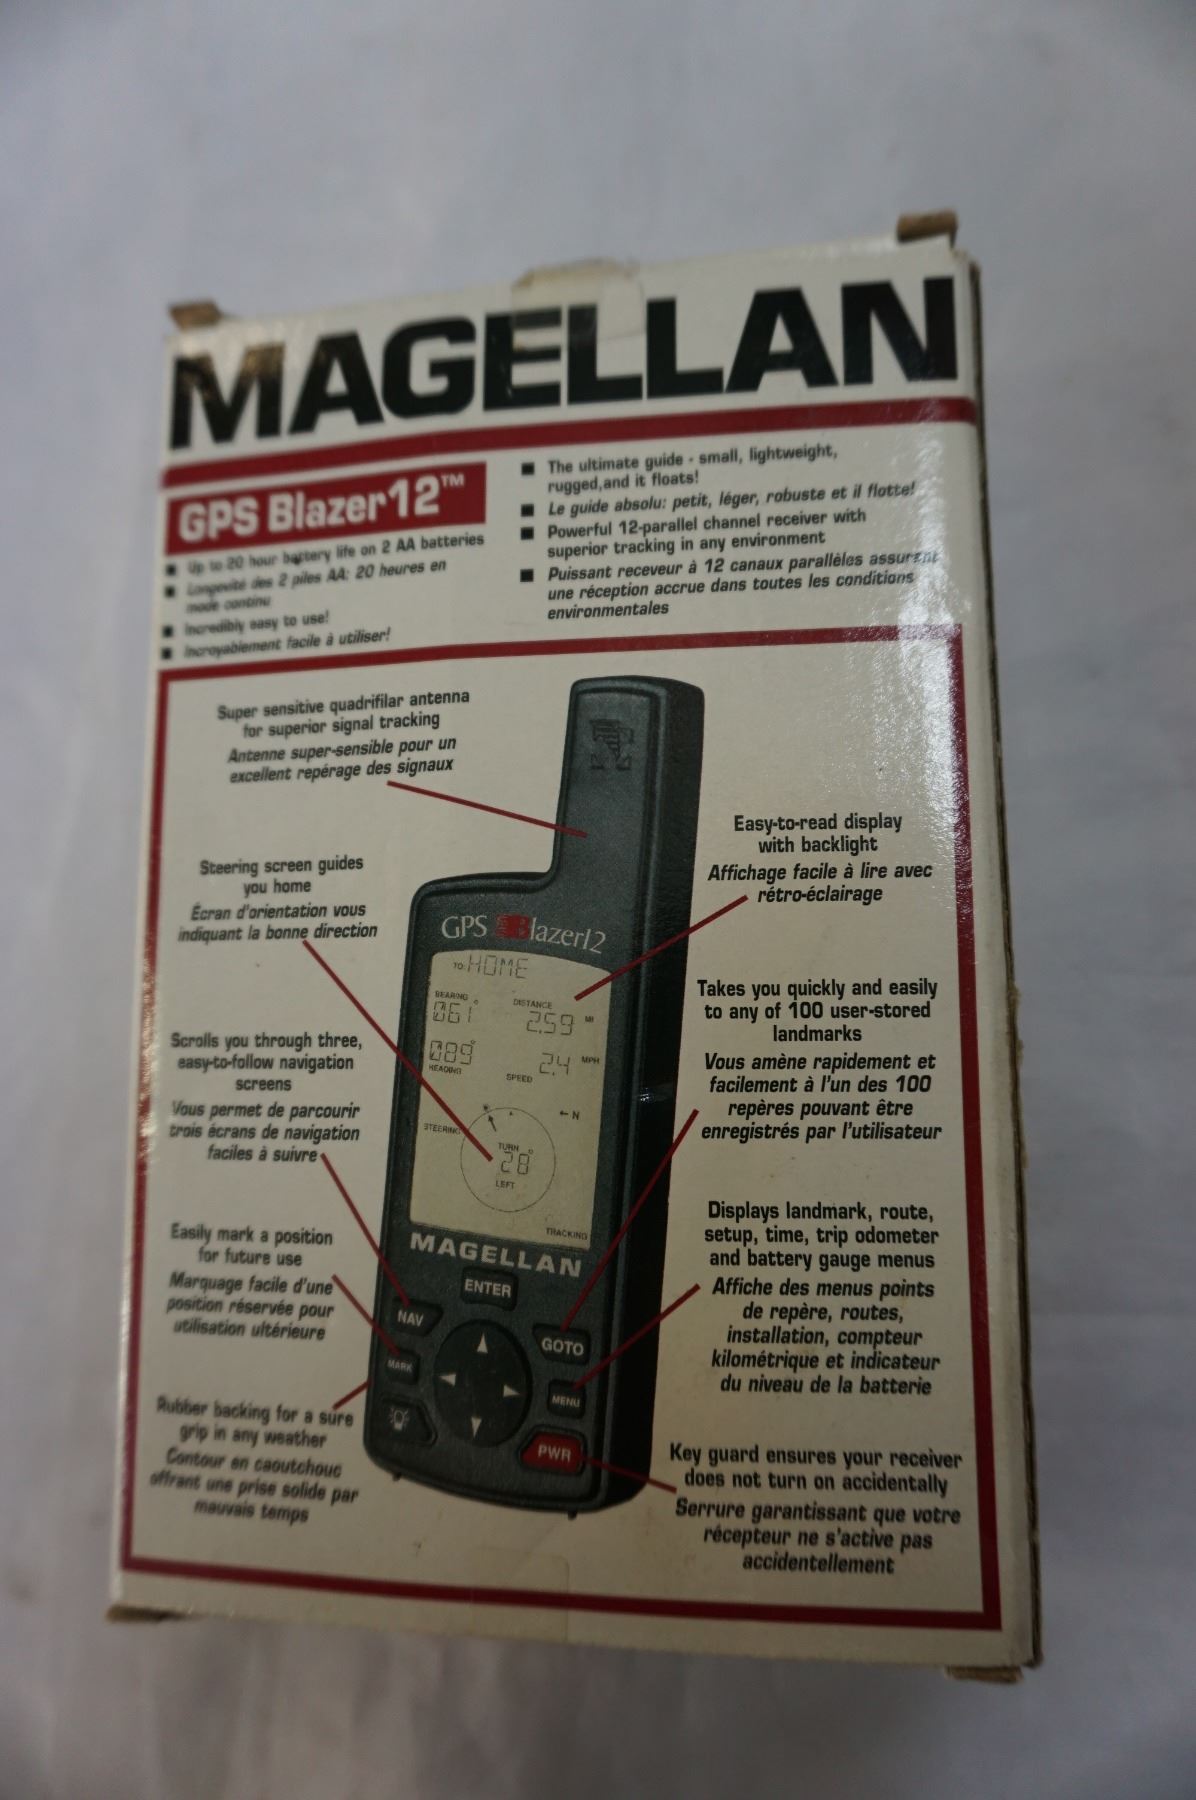 MAGELLAN
GPS Blazer12™
■ Up to 20 hour battery life on 2 AA batteries
■ Longevité des 2 piles AA: 20 heures en
mode continu
■ Incredibly easy to use!
■ Incroyablement facile à utiliser!
■ The ultimate guide - small, lightweight,
rugged,and it floats!
■ Le guide absolu: petit, léger, robuste et il flotte!
■ Powerful 12-parallel channel receiver with
superior tracking in any environment
■ Puissant receveur à 12 canaux parallèles assurant
une réception accrue dans toutes les conditions
environmentales
Super sensitive quadrifilar antenna
for superior signal tracking
Antenne super-sensible pour un
excellent repérage des signaux
Steering screen guides
you home
Écran d'orientation vous
indiquant la bonne direction
Scrolls you through three,
easy-to-follow navigation
screens
Vous permet de parcourir
trois écrans de navigation
faciles à suivre
Easily mark a position
for future use
Marquage facile d'une
position réservée pour
utilisation ultérieure
Rubber backing for a sure
grip in any weather
Contour en caoutchouc
offrant une prise solide par
mauvais temps
GPS Blazer12
TO: HOME
BEARING DISTANCE
061° 2.59 MI
089° 2.4 MPH
HEADING SPEED
← N
STEERING
TURN
28°
LEFT
TRACKING
MAGELLAN
ENTER
NAV
GOTO
MARK
MENU
PWR
Easy-to-read display
with backlight
Affichage facile à lire avec
rétro-éclairage
Takes you quickly and easily
to any of 100 user-stored
landmarks
Vous amène rapidement et
facilement à l'un des 100
repères pouvant être
enregistrés par l'utilisateur
Displays landmark, route,
setup, time, trip odometer
and battery gauge menus
Affiche des menus points
de repère, routes,
installation, compteur
kilométrique et indicateur
du niveau de la batterie
Key guard ensures your receiver
does not turn on accidentally
Serrure garantissant que votre
récepteur ne s'active pas
accidentellement